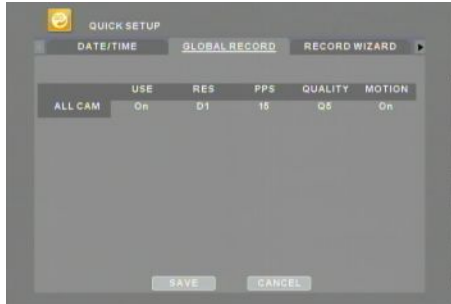 QUICK SETUP
DATE/TIME GLOBAL RECORD RECORD WIZARD
USE RES PPS QUALITY MOTION
ALL CAM On D1 15 Q5 On
SAVE CANCEL